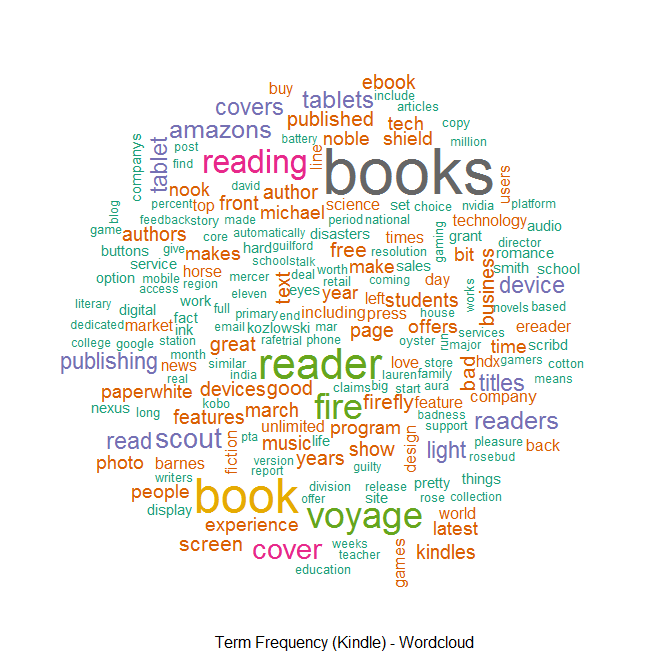 ebook
buy
include
tablets
covers
articles
published
tech
copy
amazons
battery
noble
shield
million
companys
tablet
post
line
books
reading
find
users
david
nook
author
percent
top
front
science
set
choice
nvidia
platform
blog
michael
period
national
technology
feedback
story
made
game
authors
core
automatically
disasters
times
grant
audio
gaming
director
buttons
give
makes
hard
guilford
free
resolution
bit
romance
service
schools
talk
option
mobile
horse
mercer
deal
worth
coming
make
sales
smith
school
access
region
text
eyes
retail
day
business
device
eleven
year
left
students
works
literary
digital
work
full
including
press
house
novels
based
primary
end
dedicated
market
fact
email
kozlowski
mar
page
offers
services
ereader
college
google
ink
station
great
rafe
trial
phone
oyster
run
major
time
scribd
month
reader
love
store
bad
hdx
gamers
publishing
news
similar
lauren
family
cotton
real
india
claims
big
start
aura
titles
means
paperwhite
devices
good
fire
firefly
feature
company
nexus
long
kobo
march
badness
readers
features
unlimited
program
support
read
scout
pta
music
life
show
design
light
pleasure
back
fiction
years
rosebud
photo
barnes
version
guilty
report
writers
people
book
division
release
pretty
things
offer
site
rose
collection
display
voyage
world
experience
latest
screen
cover
weeks
kindles
teacher
games
education
Term Frequency (Kindle) - Wordcloud